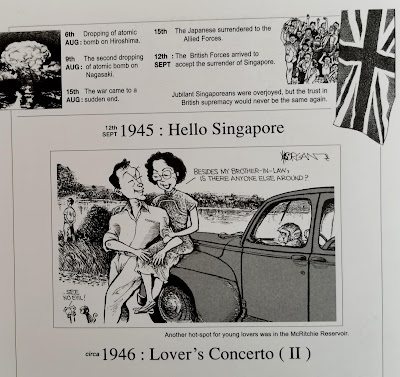 6th Dropping of atomic
AUG : bomb on Hiroshima.
9th The second dropping
AUG : of atomic bomb on
Nagasaki.
15th The war came to a
AUG : sudden end.
15th The Japanese surrendered to the
Allied Forces.
12th : The British Forces arrived to
SEPT accept the surrender of Singapore.
Jubilant Singaporeans were overjoyed, but the trust in
British supremacy would never be the same again.
12th
SEPT 1945 : Hello Singapore
MORGAN
BESIDES MY BROTHER-IN-LAW,
IS THERE ANYONE ELSE AROUND?
..SEE
NO EVIL!
Another hot-spot for young lovers was in the McRitchie Reservoir.
circa 1946 : Lover's Concerto ( II )